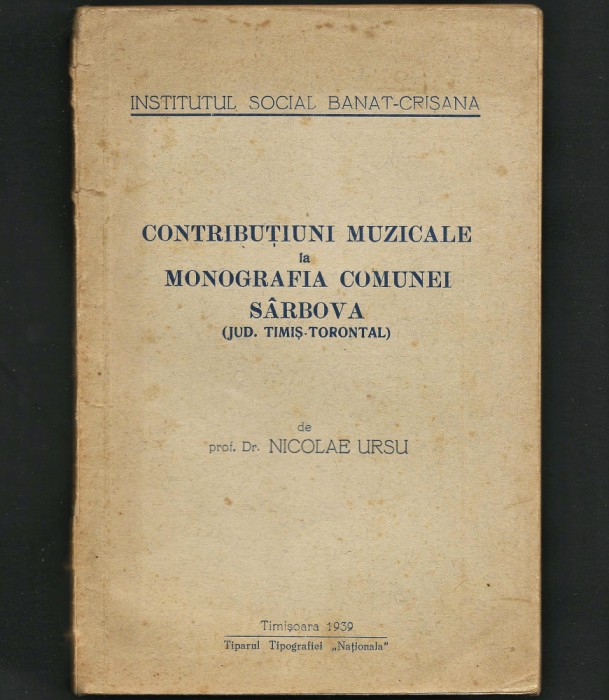 INSTITUTUL SOCIAL BANAT-CRIȘANA
CONTRIBUȚIUNI MUZICALE
la
MONOGRAFIA COMUNEI
SÂRBOVA
(JUD. TIMIȘ-TORONTAL)
de
prof. Dr. NICOLAE URSU
Timișoara 1939
Tiparul Tipografiei „Naționala"